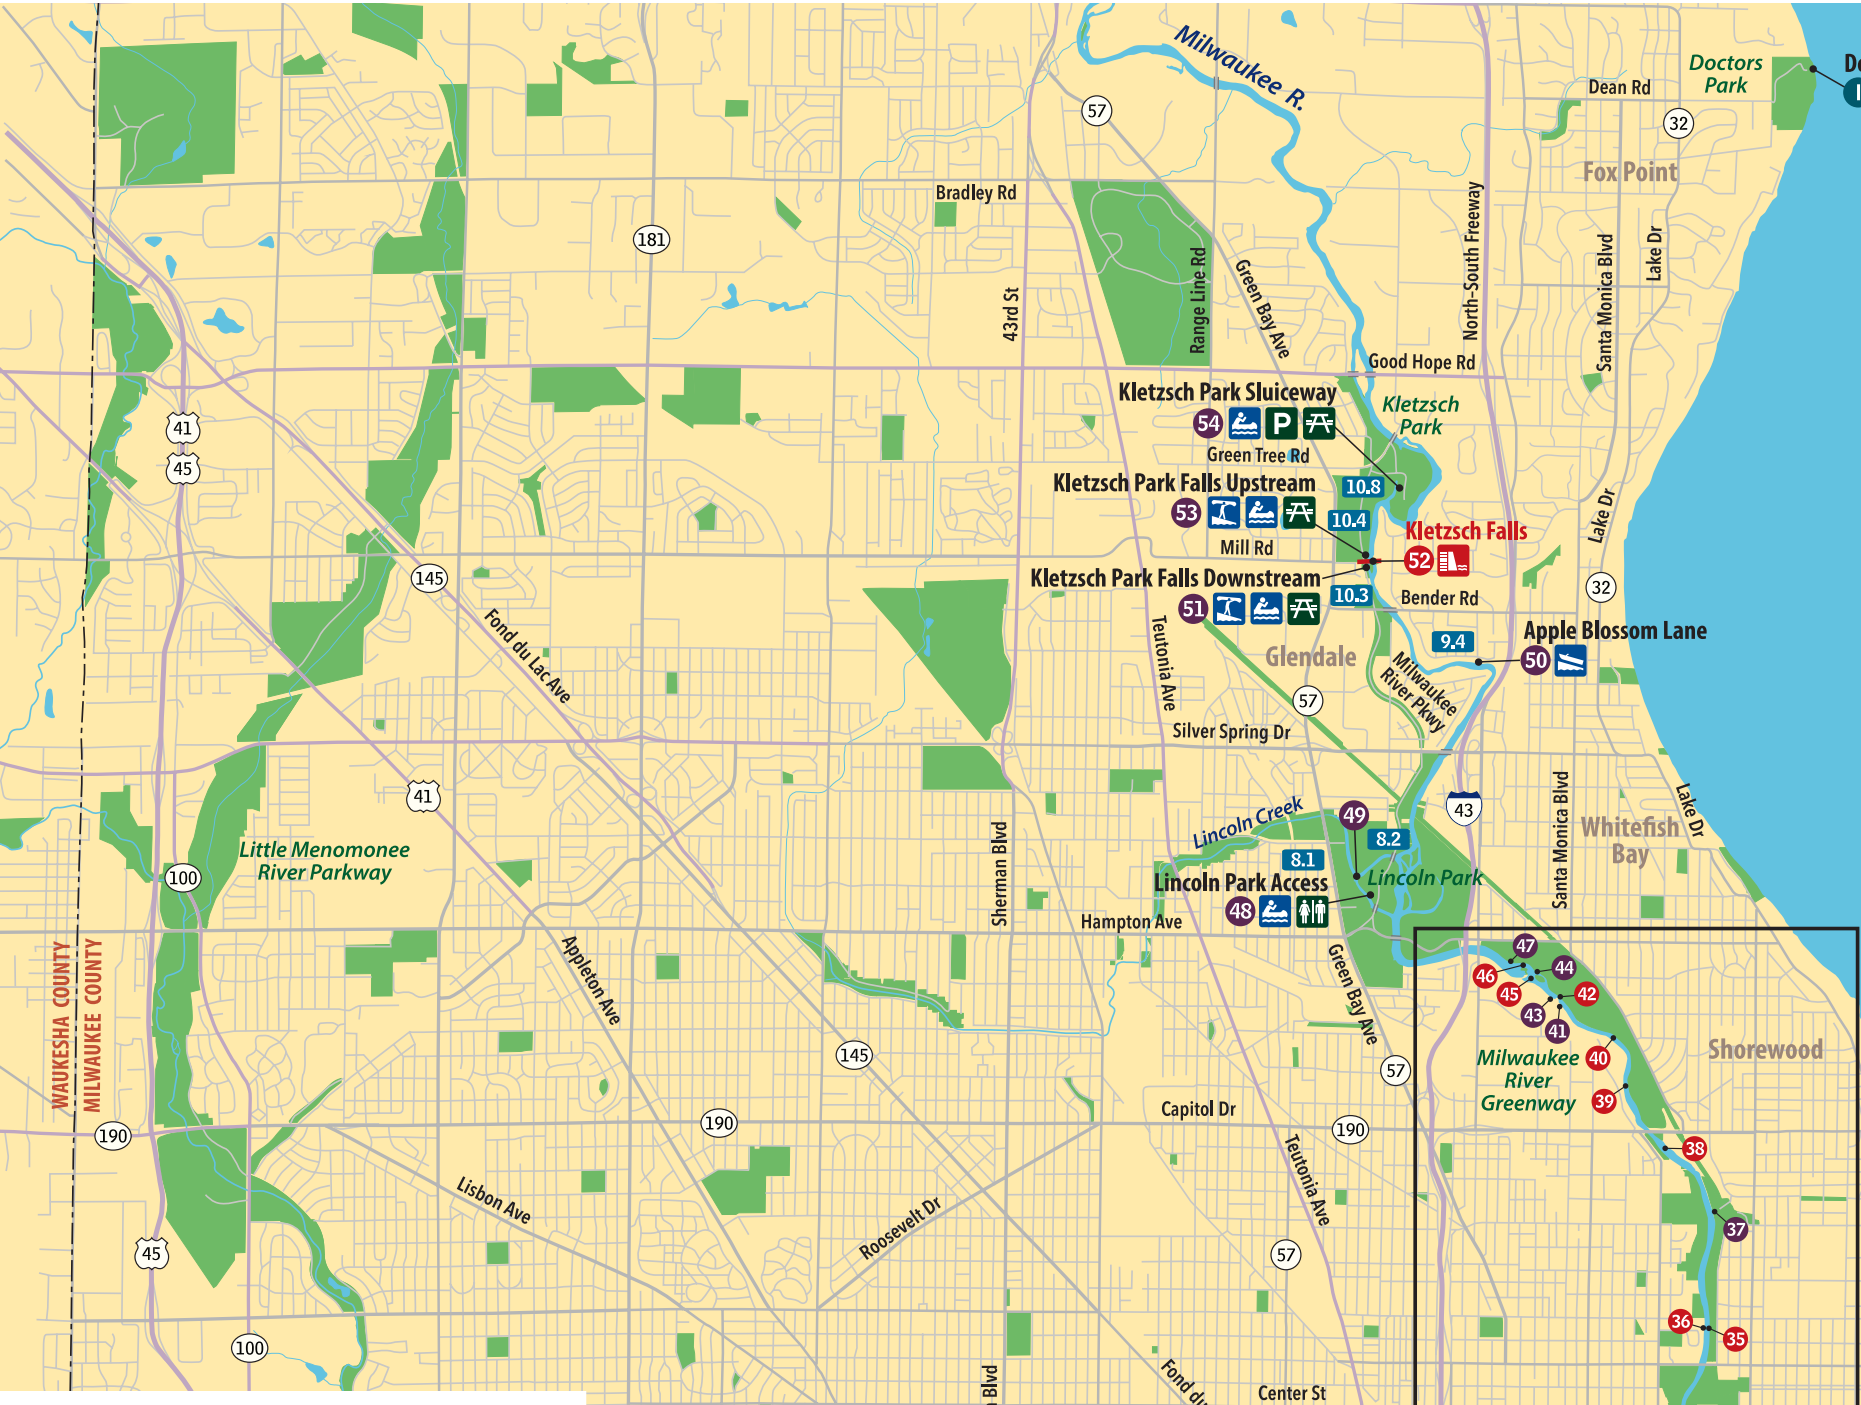 Milwaukee R.
Doctors
Park
Dean Rd
57
32
Fox Point
Bradley Rd
181
43rd St
Range Line Rd
Green Bay Ave
North-South Freeway
Santa Monica Blvd
Lake Dr
Good Hope Rd
Kletzsch Park Sluiceway
54
P
Kletzsch
Park
Green Tree Rd
41
45
Kletzsch Park Falls Upstream
53
10.8
10.4
Kletzsch Falls
52
Mill Rd
Lake Dr
Kletzsch Park Falls Downstream
51
10.3
Bender Rd
32
145
Fond du Lac Ave
Teutonia Ave
Glendale
9.4
Apple Blossom Lane
50
Milwaukee
River Pkwy
57
Silver Spring Dr
41
43
Santa Monica Blvd
Lake Dr
Whitefish
Bay
Lincoln Creek
49
8.2
8.1
Little Menomonee
River Parkway
100
Sherman Blvd
Lincoln Park
Lincoln Park Access
48
Hampton Ave
WAUKESHA COUNTY
MILWAUKEE COUNTY
Appleton Ave
Green Bay Ave
47
46
44
45
42
43
41
40
39
Milwaukee
River
Greenway
Shorewood
145
57
Capitol Dr
190
190
190
Teutonia Ave
38
37
Lisbon Ave
Roosevelt Dr
45
57
36
35
100
Blvd
Center St